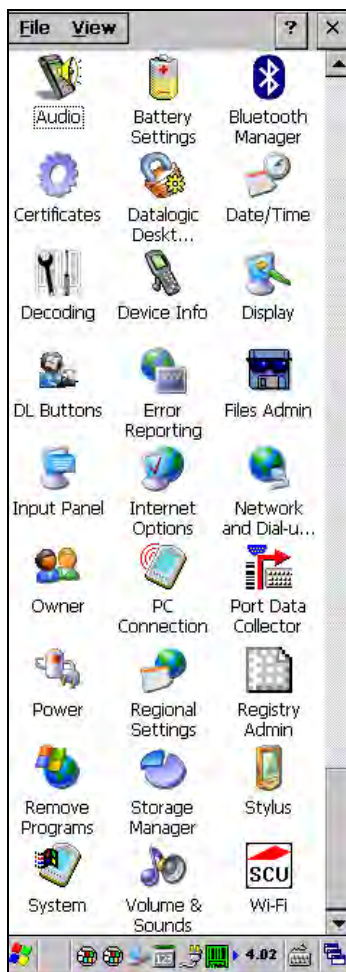 File View ? ×
Audio
Battery
Settings
Bluetooth
Manager
Certificates
Datalogic
Deskt...
Date/Time
Decoding
Device Info
Display
DL Buttons
Error
Reporting
Files Admin
Input Panel
Internet
Options
Network
and Dial-u...
Owner
PC
Connection
Port Data
Collector
Power
Regional
Settings
Registry
Admin
Remove
Programs
Storage
Manager
Stylus
System
Volume &
Sounds
SCU
Wi-Fi
123
4.02